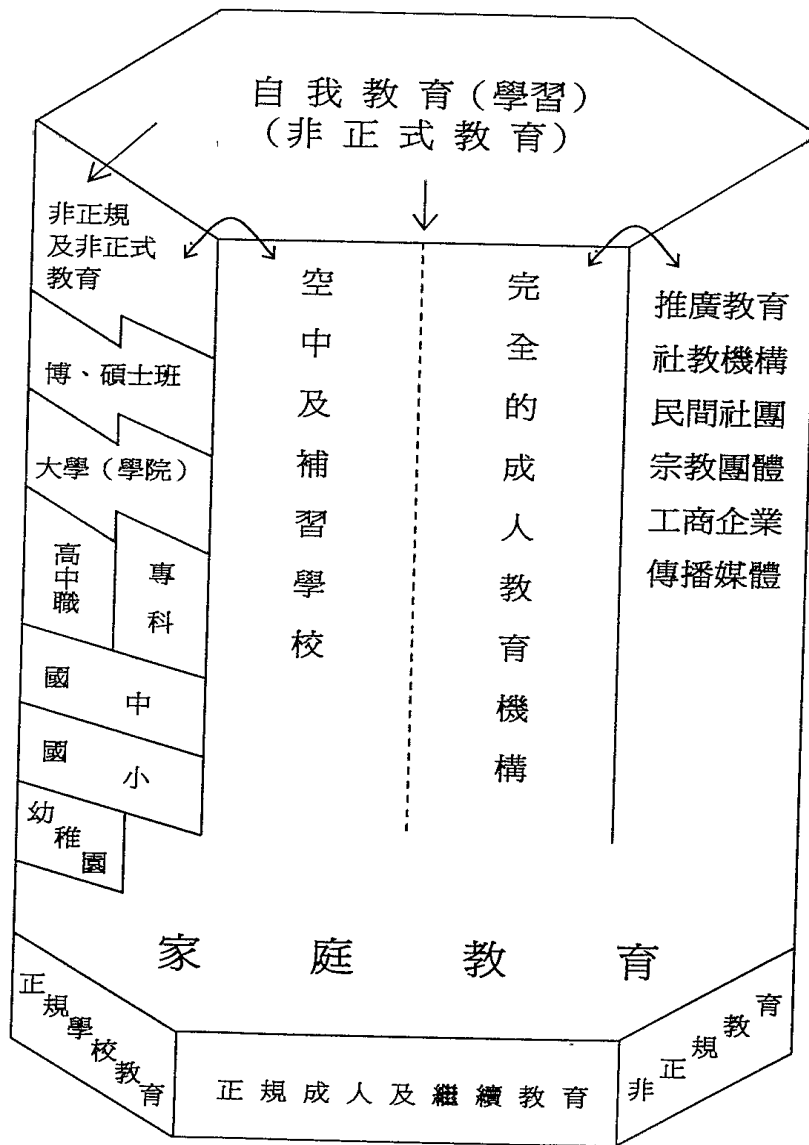 自我教育(學習)
(非正式教育)
非正規
及非正式
教育
博、碩士班
大學(學院)
高中職
專科
國中
國小
幼稚園
空中及補習學校
完全的成人教育機構
推廣教育
社教機構
民間社團
宗教團體
工商企業
傳播媒體
家庭教育
正規學校教育
正規成人及繼續教育
非正規教育